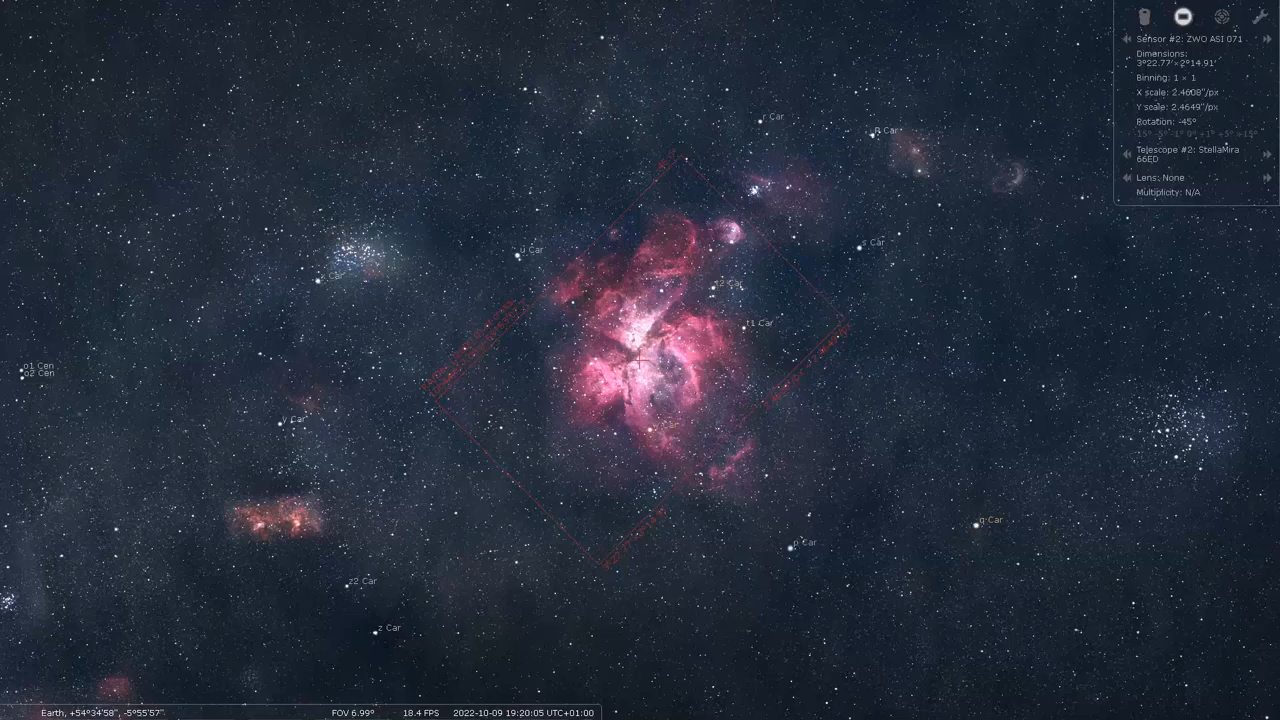 Sensor #2: ZWO ASI 071
Dimensions:
3°22.77' × 2°14.91'
Binning: 1 × 1
X scale: 2.4608"/px
Y scale: 2.4649"/px
Rotation: -45°
Telescope #2: StellaMira
66ED
Lens: None
Multiplicity: N/A
r Car
P Car
u Car
s Car
x Car
t2 Car
t1 Car
o1 Cen
o2 Cen
y Car
q Car
p Car
z2 Car
z Car
Earth, +54°34'58", -5°55'57"
FOV 6.99°
18.4 FPS
2022-10-09 19:20:05 UTC+01:00